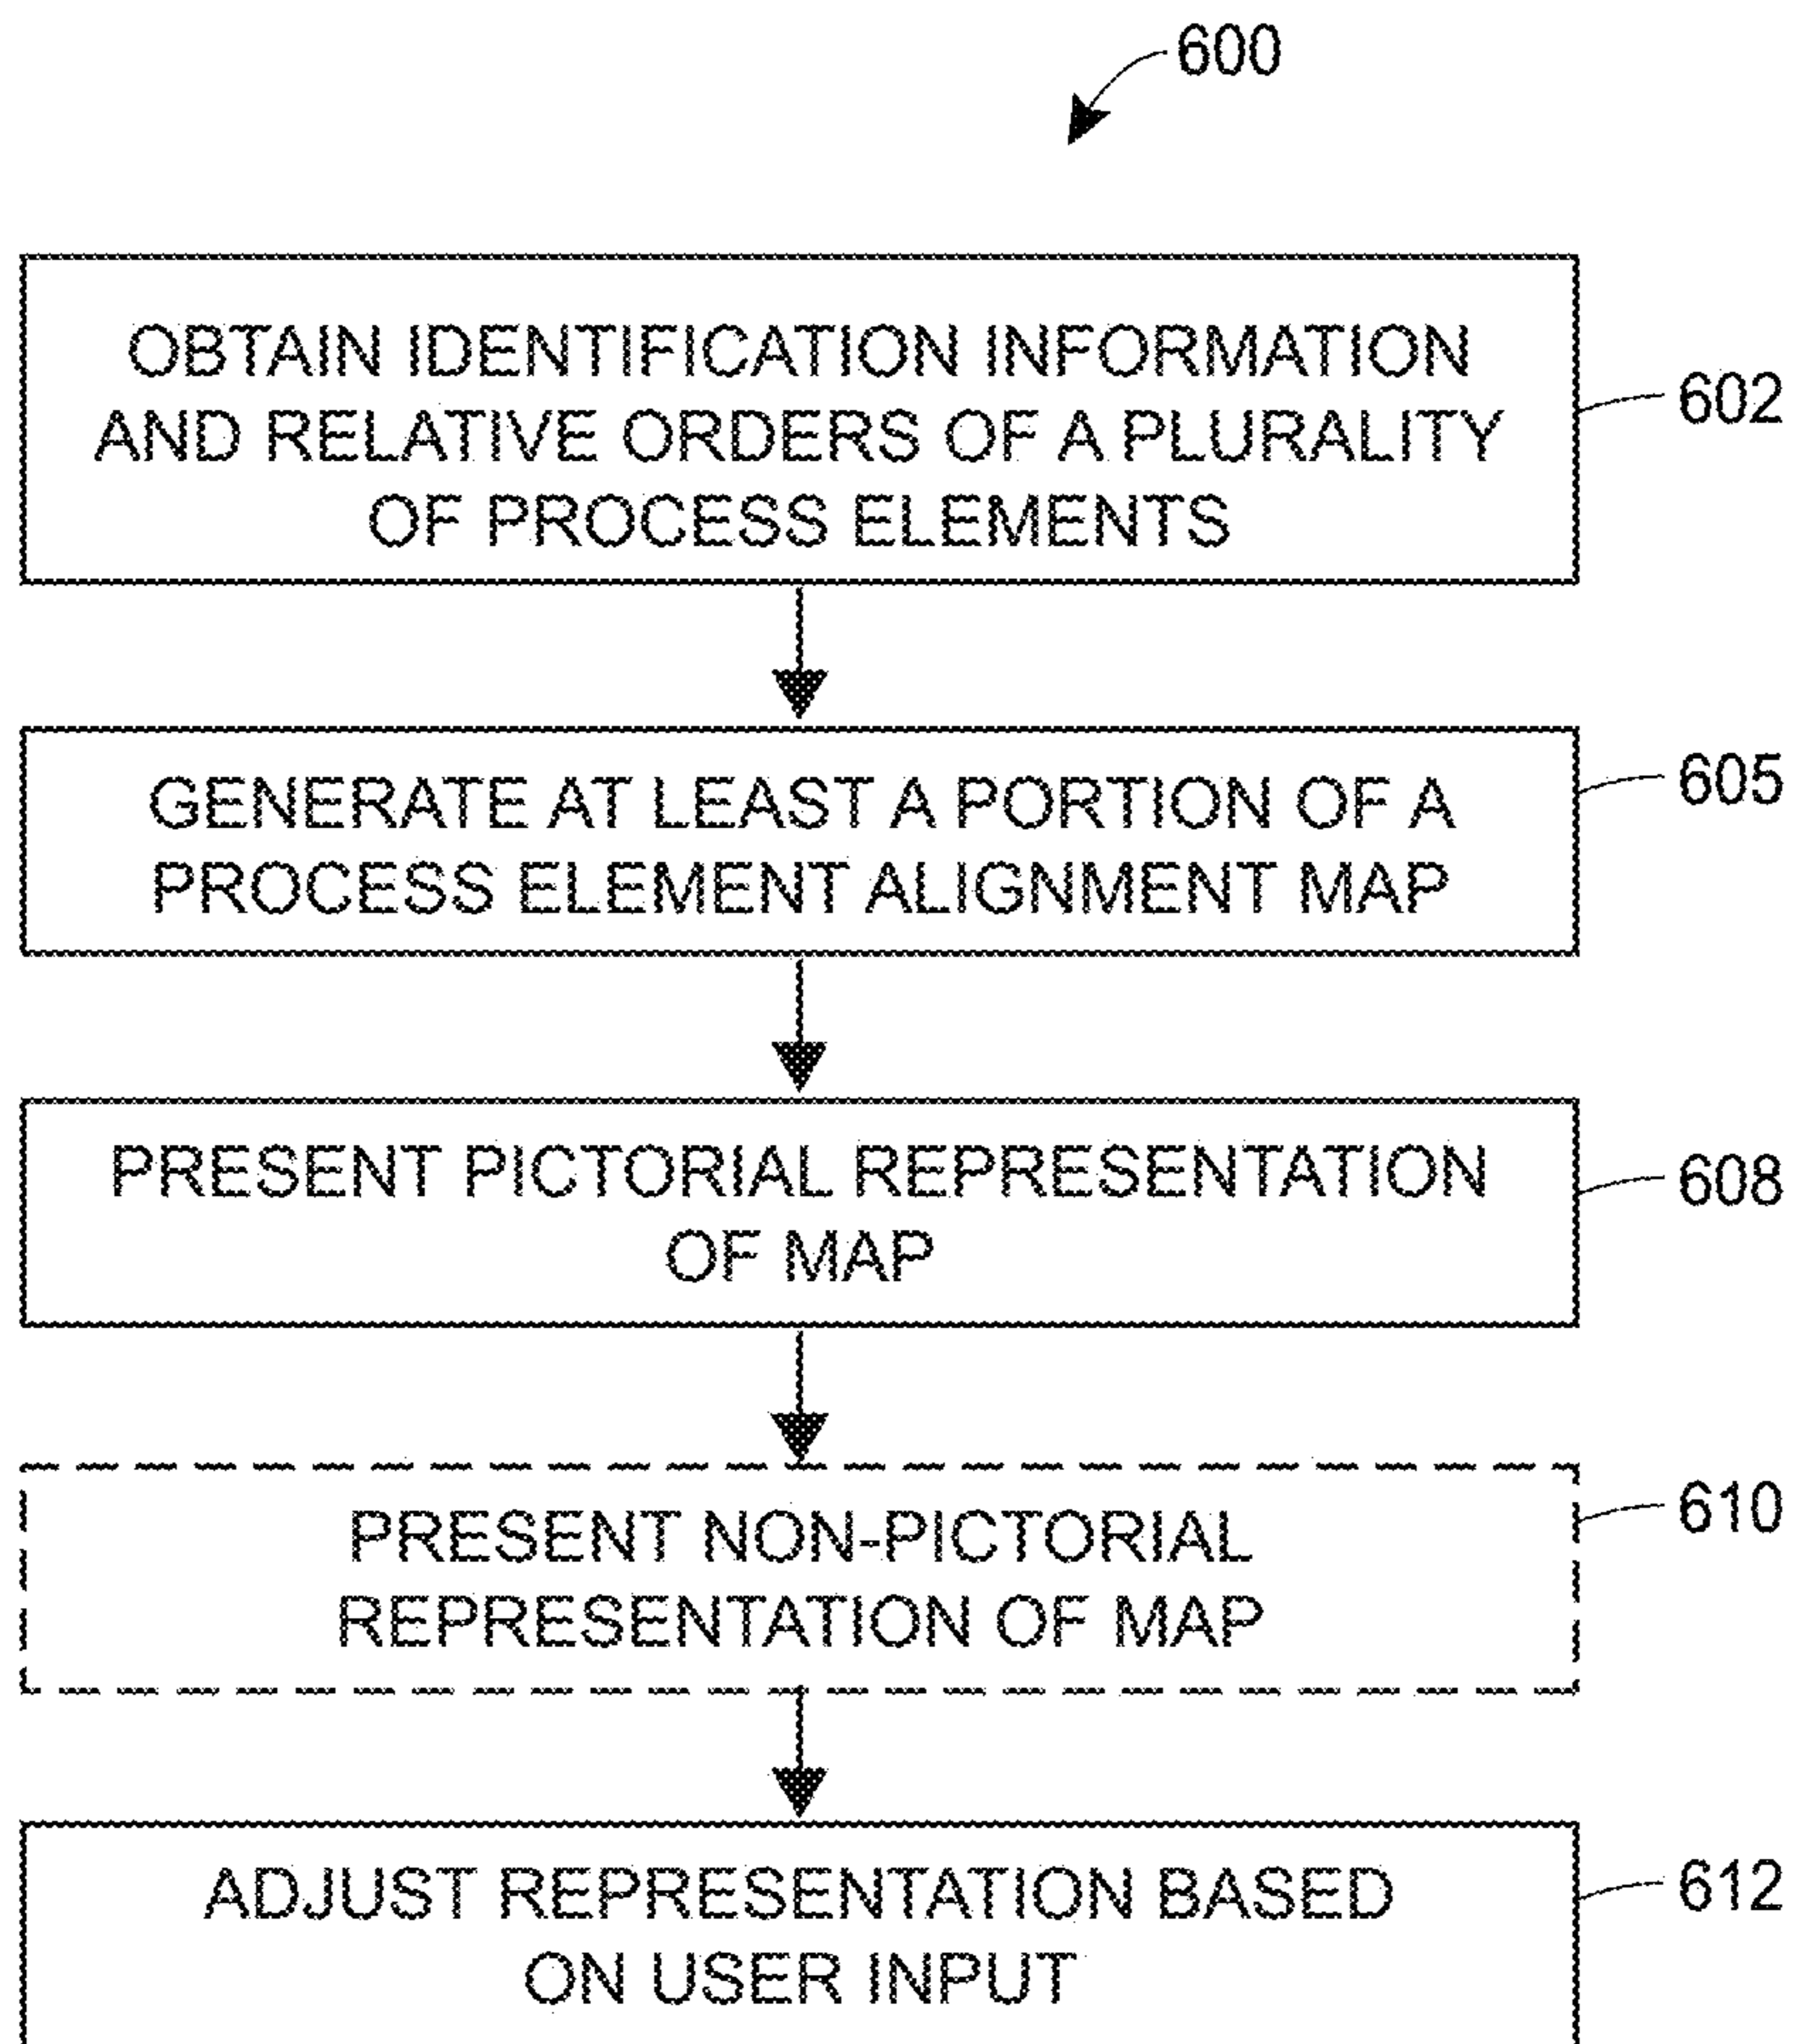 600
OBTAIN IDENTIFICATION INFORMATION
AND RELATIVE ORDERS OF A PLURALITY
OF PROCESS ELEMENTS
602
GENERATE AT LEAST A PORTION OF A
PROCESS ELEMENT ALIGNMENT MAP
605
PRESENT PICTORIAL REPRESENTATION
OF MAP
608
PRESENT NON-PICTORIAL
REPRESENTATION OF MAP
610
ADJUST REPRESENTATION BASED
ON USER INPUT
612